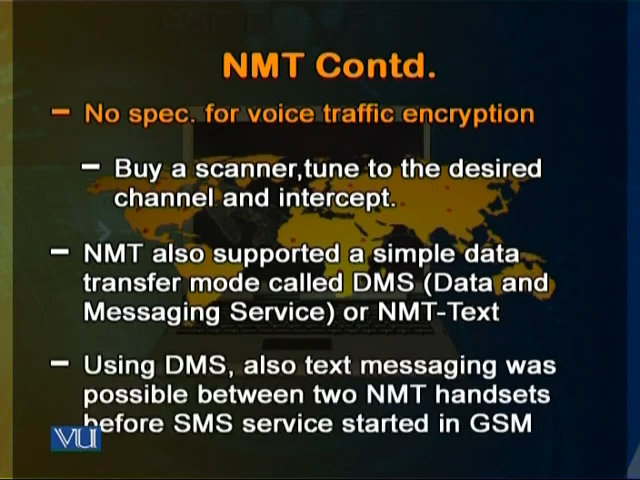 NMT Contd.
– No spec. for voice traffic encryption
– Buy a scanner,tune to the desired
channel and intercept.
– NMT also supported a simple data
transfer mode called DMS (Data and
Messaging Service) or NMT-Text
– Using DMS, also text messaging was
possible between two NMT handsets
before SMS service started in GSM
VU